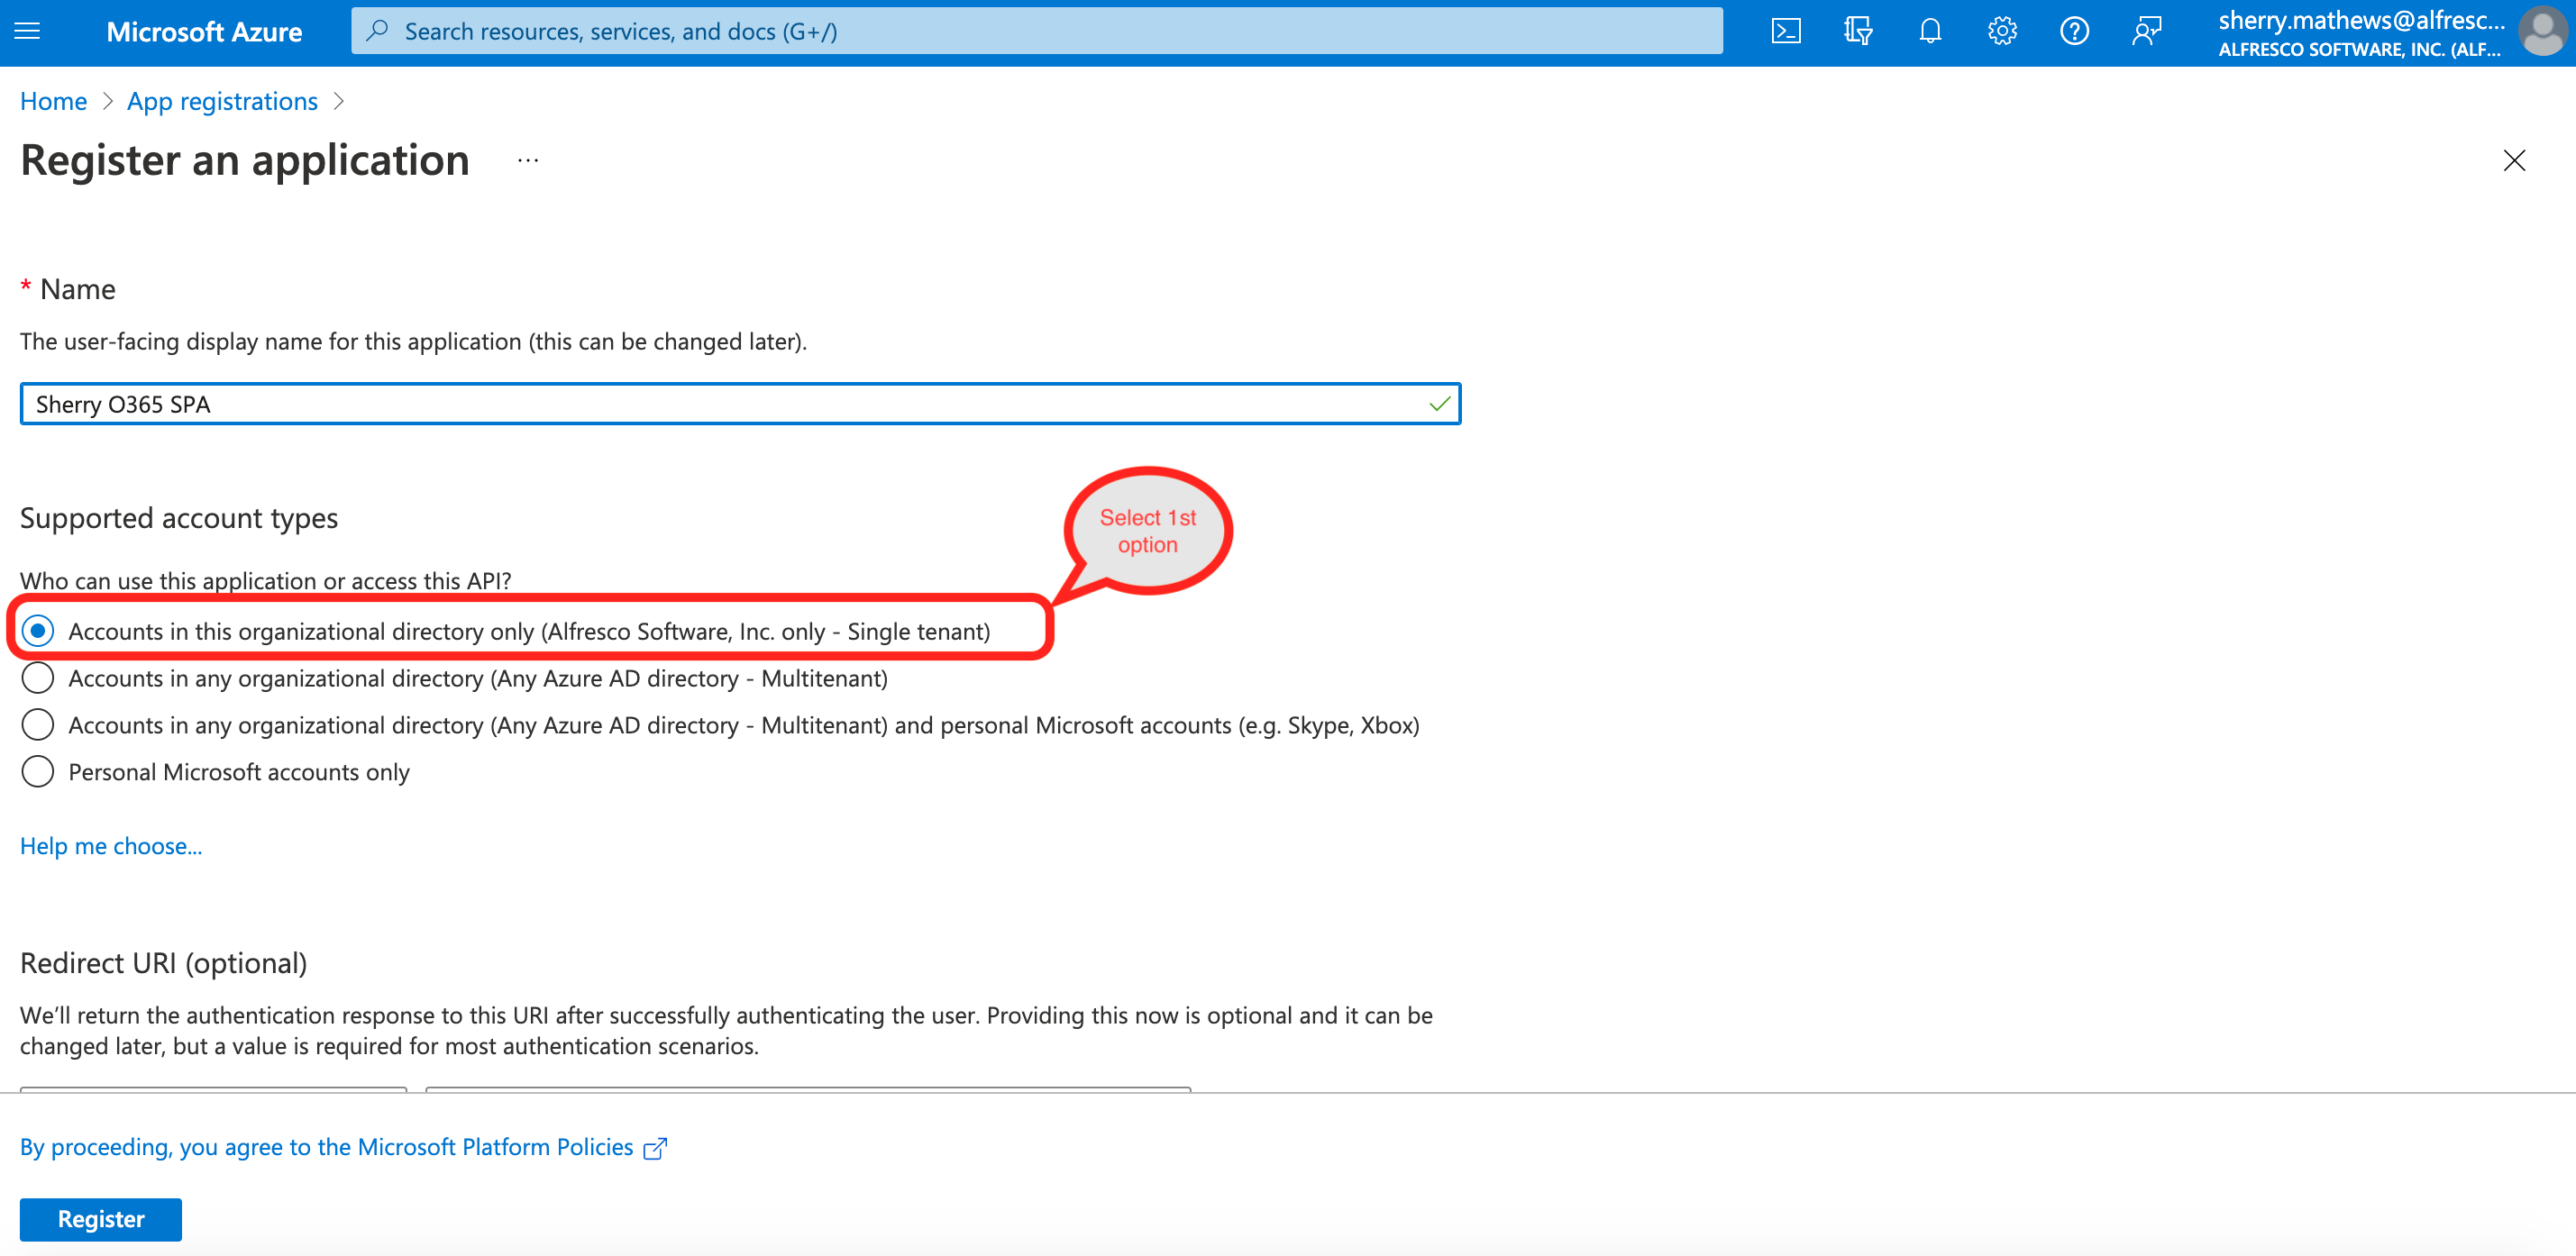 Microsoft Azure
Search resources, services, and docs (G+/)
sherry.mathews@alfresc...
ALFRESCO SOFTWARE, INC. (ALF...
Home > App registrations >
Register an application ...
* Name
The user-facing display name for this application (this can be changed later).
Sherry O365 SPA
Select 1st
option
Supported account types
Who can use this application or access this API?
Accounts in this organizational directory only (Alfresco Software, Inc. only - Single tenant)
Accounts in any organizational directory (Any Azure AD directory - Multitenant)
Accounts in any organizational directory (Any Azure AD directory - Multitenant) and personal Microsoft accounts (e.g. Skype, Xbox)
Personal Microsoft accounts only
Help me choose...
Redirect URI (optional)
We’ll return the authentication response to this URI after successfully authenticating the user. Providing this now is optional and it can be
changed later, but a value is required for most authentication scenarios.
By proceeding, you agree to the Microsoft Platform Policies
Register